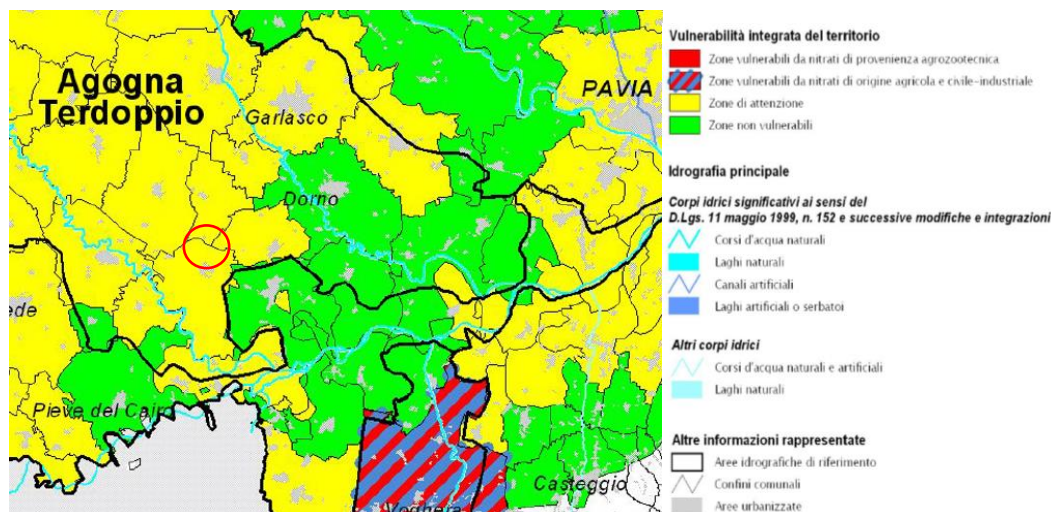 Agogna
Terdoppio
Garlasco
PAVIA
Dorno
ede
Pieve del Cairo
Casteggio
Voghera
Vulnerabilità integrata del territorio
Zone vulnerabili da nitrati di provenienza agrozootecnica
Zone vulnerabili da nitrati di origine agricola e civile-industriale
Zone di attenzione
Zone non vulnerabili
Idrografia principale
Corpi idrici significativi ai sensi del
D.Lgs. 11 maggio 1999, n. 152 e successive modifiche e integrazioni
Corsi d'acqua naturali
Laghi naturali
Canali artificiali
Laghi artificiali o serbatoi
Altri corpi idrici
Corsi d'acqua naturali e artificiali
Laghi naturali
Altre informazioni rappresentate
Aree idrografiche di riferimento
Confini comunali
Aree urbanizzate